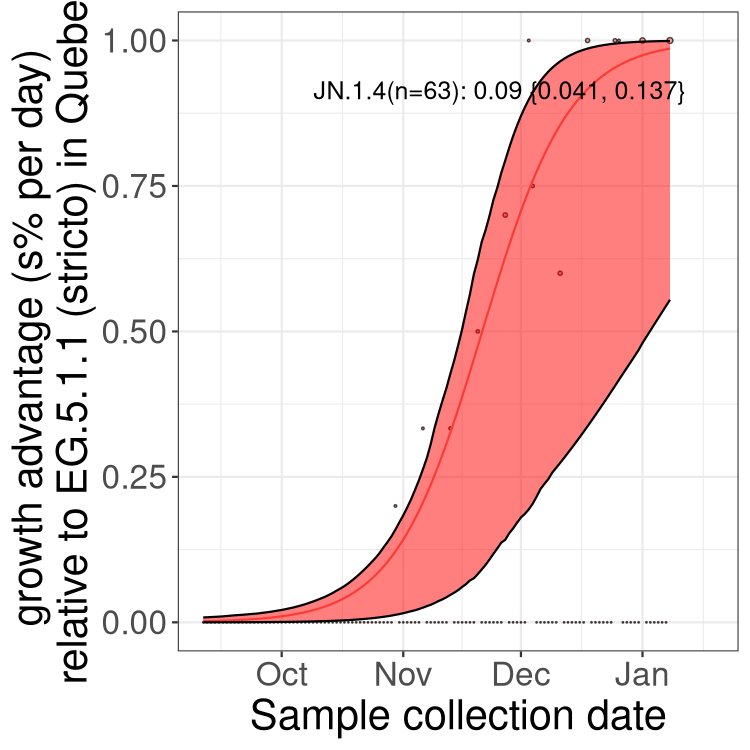 growth advantage (s% per day)
relative to EG.5.1.1 (stricto) in Quebe
1.00
0.75
0.50
0.25
0.00
JN.1.4(n=63): 0.09 {0.041, 0.137}
Oct Nov Dec Jan
Sample collection date